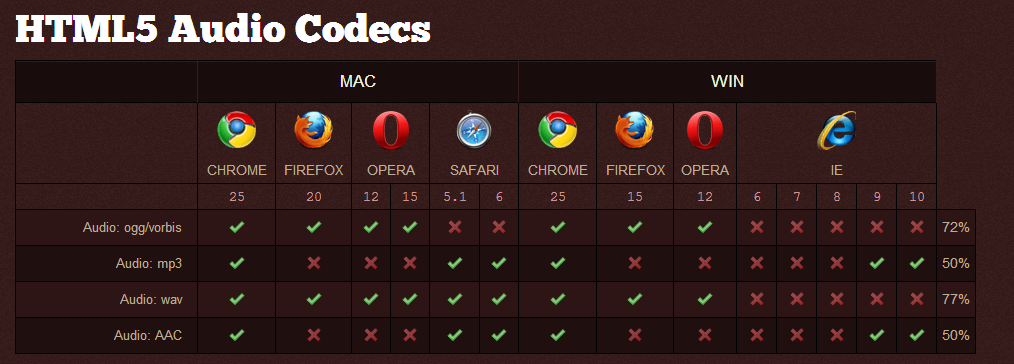 HTML5 Audio Codecs
MAC WIN
CHROME FIREFOX OPERA SAFARI CHROME FIREFOX OPERA IE
25 20 12 15 5.1 6 25 15 12 6 7 8 9 10
Audio: ogg/vorbis 72%
Audio: mp3 50%
Audio: wav 77%
Audio: AAC 50%